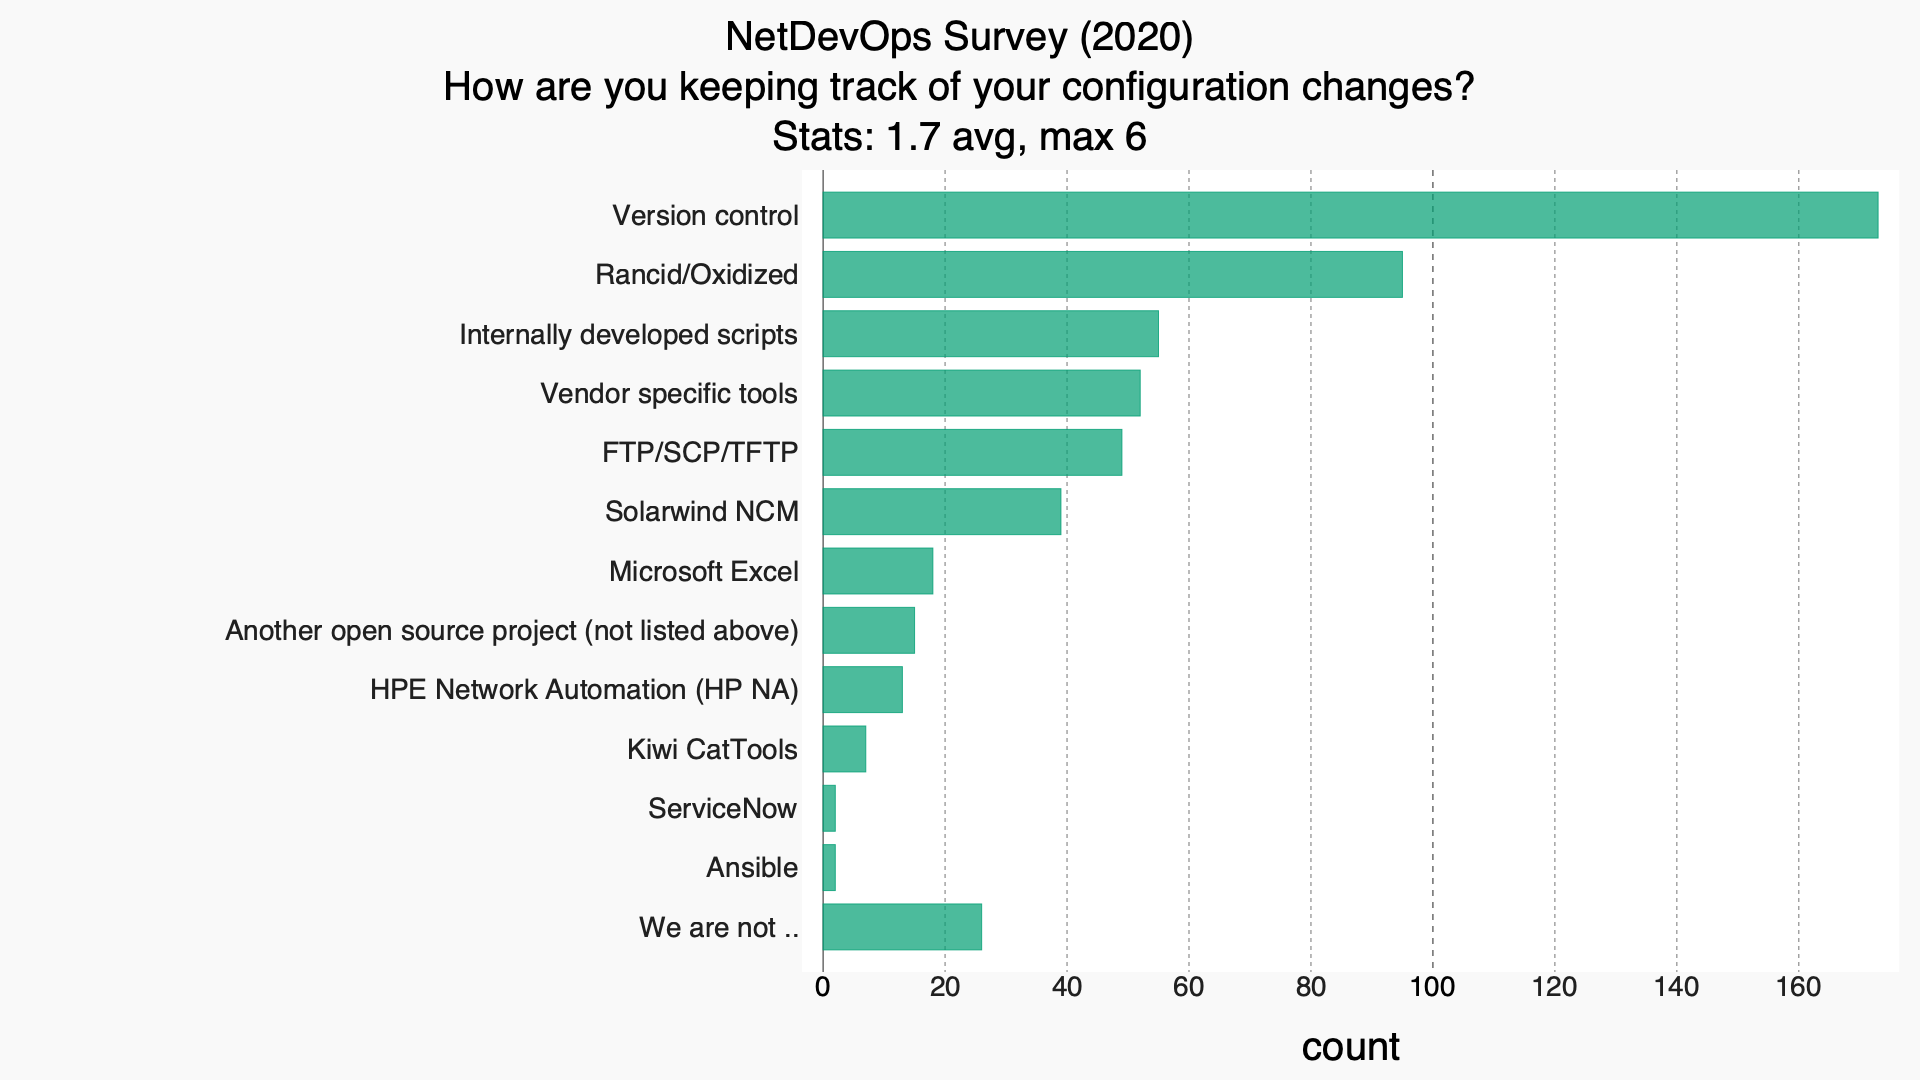 NetDevOps Survey (2020)
How are you keeping track of your configuration changes?
Stats: 1.7 avg, max 6
Version control
Rancid/Oxidized
Internally developed scripts
Vendor specific tools
FTP/SCP/TFTP
Solarwind NCM
Microsoft Excel
Another open source project (not listed above)
HPE Network Automation (HP NA)
Kiwi CatTools
ServiceNow
Ansible
We are not ..
0 20 40 60 80 100 120 140 160
count